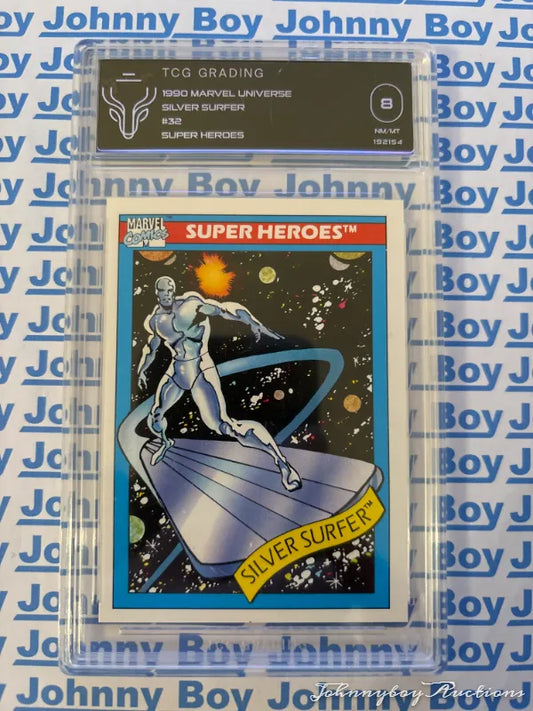 Johnny Boy Johnny Boy
TCG GRADING
1990 MARVEL UNIVERSE
SILVER SURFER
#32
SUPER HEROES
8
NM/MT
192154
MARVEL™
COMICS
SUPER HEROES™
SILVER SURFER™
Johnnyboy Auctions